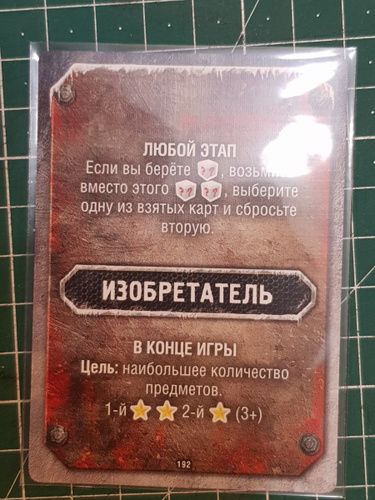 ЛЮБОЙ ЭТАП
Если вы берёте , возьмите
вместо этого , выберите
одну из взятых карт и сбросьте
вторую.
ИЗОБРЕТАТЕЛЬ
В КОНЦЕ ИГРЫ
Цель: наибольшее количество
предметов.
1-й 2-й (3+)
192